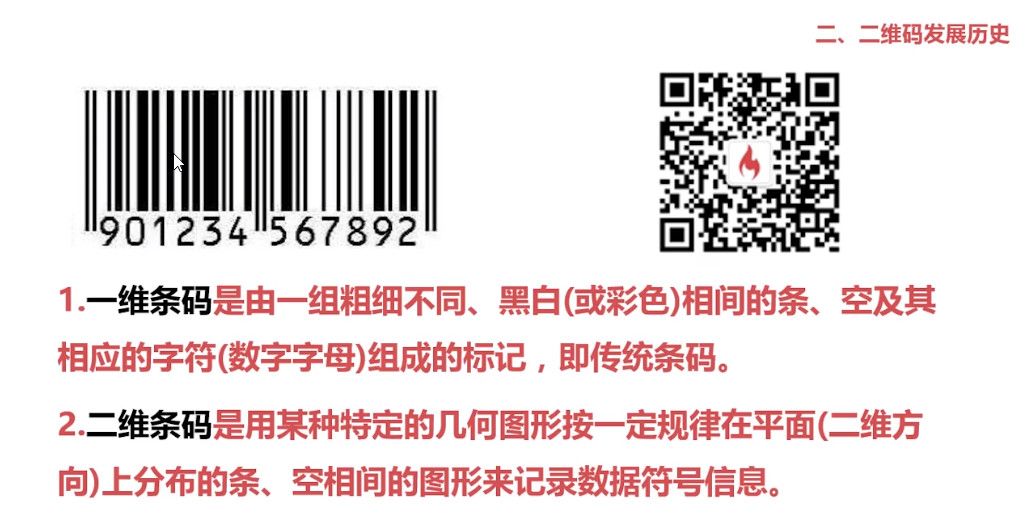 二、二维码发展历史
901234 567892
1.一维条码是由一组粗细不同、黑白(或彩色)相间的条、空及其
相应的字符(数字字母)组成的标记，即传统条码。
2.二维条码是用某种特定的几何图形按一定规律在平面(二维方
向)上分布的条、空相间的图形来记录数据符号信息。